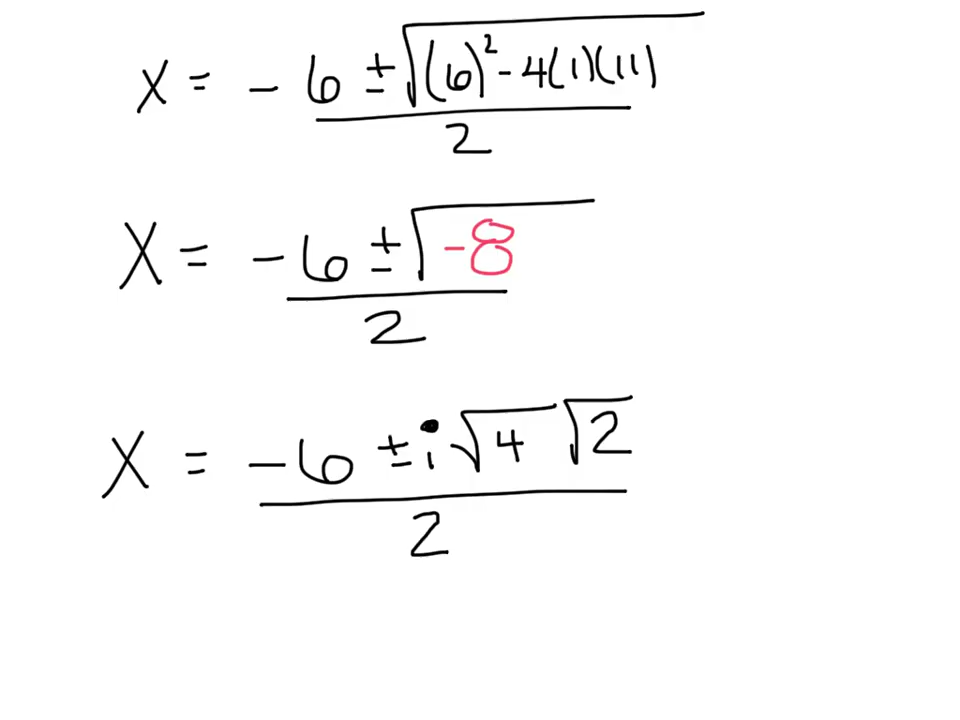 X = - 6 ± √(6)² - 4(1)(11)
2
X = - 6 ± √-8
2
X = - 6 ± i √4 √2
2